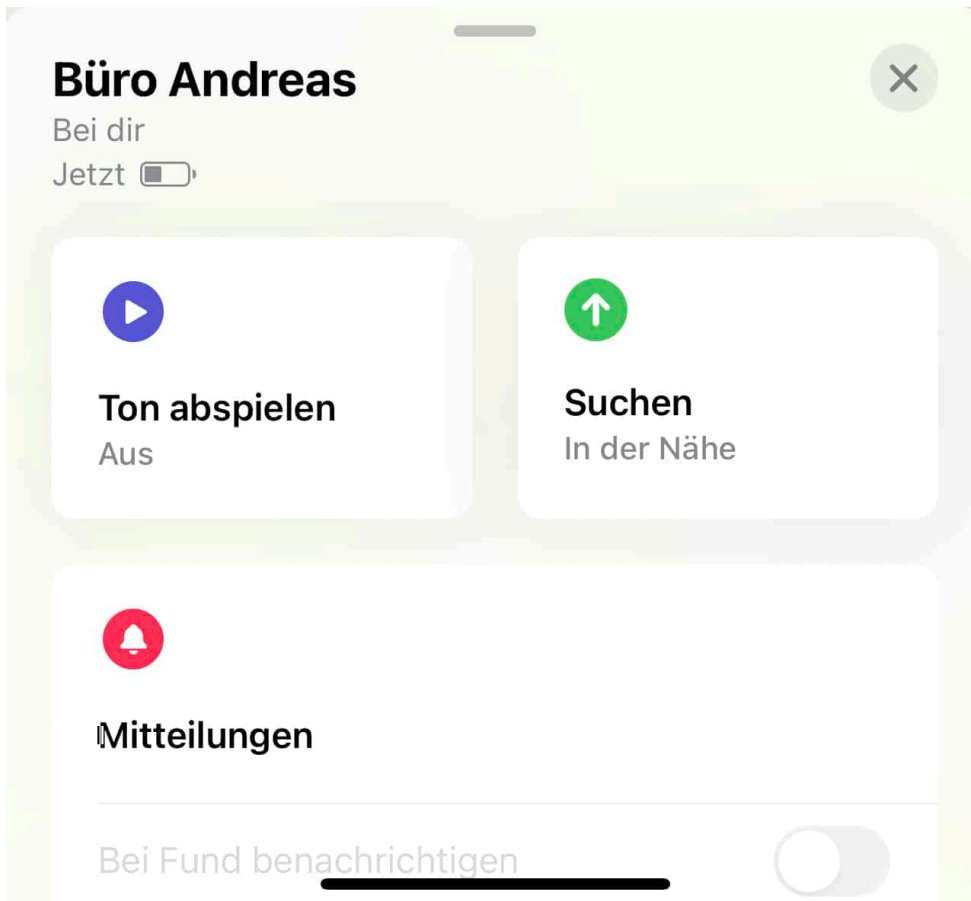 Büro Andreas
Bei dir
Jetzt
Ton abspielen
Aus
Suchen
In der Nähe
Mitteilungen
Bei Fund benachrichtigen